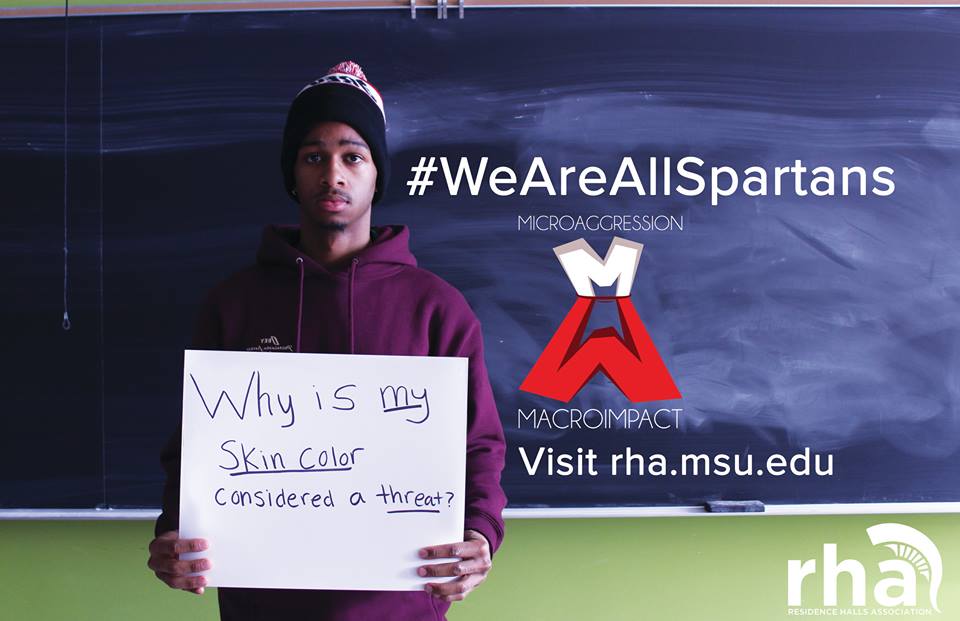 #WeAreAllSpartans
MICROAGGRESSION
M
MACROIMPACT
Visit rha.msu.edu
Why is my
Skin color
considered a threat?
rha
RESIDENCE HALLS ASSOCIATION